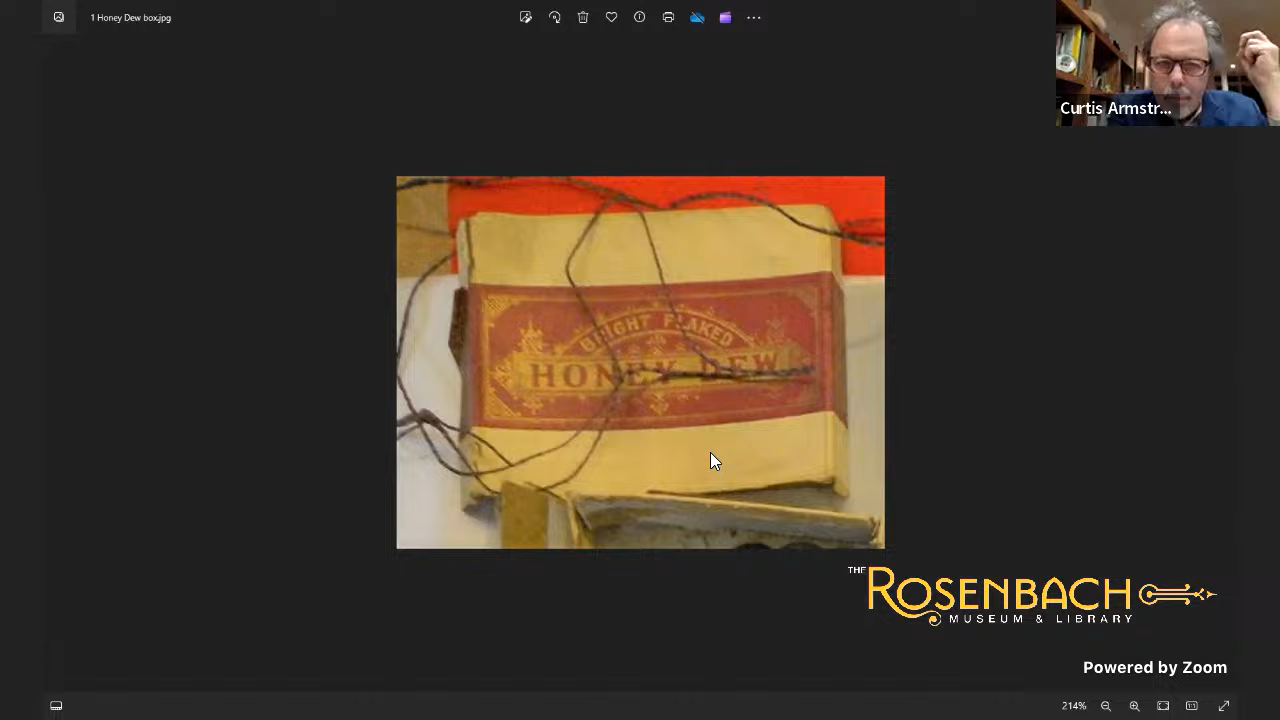 1 Honey Dew box.jpg
Curtis Armstr...
BRIGHT FLAKED
HONEY DEW
THE
ROSENBACH
MUSEUM & LIBRARY
Powered by Zoom
214%